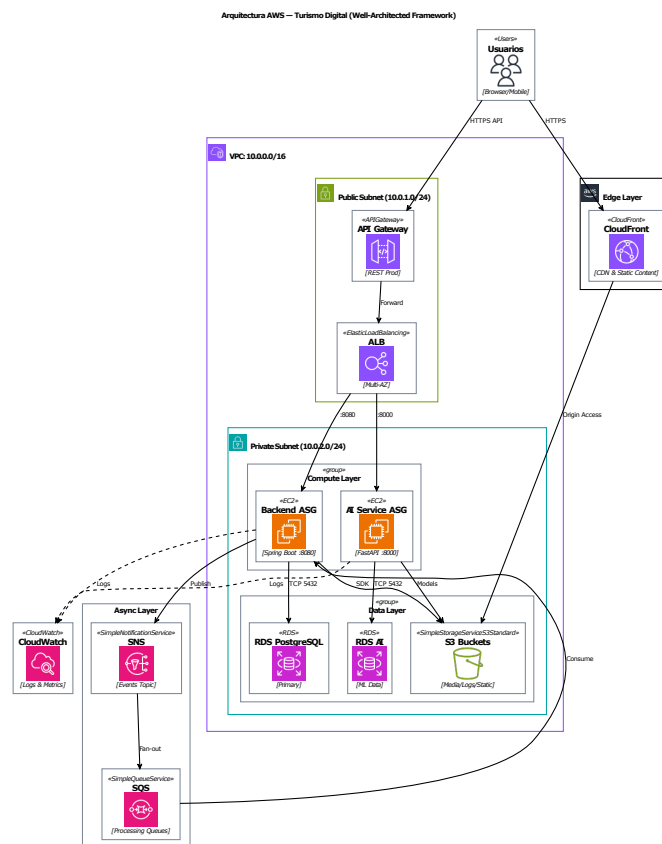 Arquitectura AWS — Turismo Digital (Well-Architected Framework)
«Users»
Usuarios
[Browser/Mobile]
HTTPS API
HTTPS
VPC: 10.0.0.0/16
Public Subnet (10.0.1.0/24)
Edge Layer
«APIGateway»
API Gateway
[REST Prod]
«CloudFront»
CloudFront
[CDN & Static Content]
Forward
«ElasticLoadBalancing»
ALB
[Multi-AZ]
:8080
:8000
Origin Access
Private Subnet (10.0.2.0/24)
«group»
Compute Layer
«EC2»
Backend ASG
[Spring Boot :8080]
«EC2»
AI Service ASG
[FastAPI :8000]
Logs
Publish
Logs
TCP 5432
SDK
TCP 5432
Models
Async Layer
«group»
Data Layer
«CloudWatch»
CloudWatch
[Logs & Metrics]
«SimpleNotificationService»
SNS
[Events Topic]
«RDS»
RDS PostgreSQL
[Primary]
«RDS»
RDS AI
[ML Data]
«SimpleStorageServiceS3Standard»
S3 Buckets
[Media/Logs/Static]
Consume
Fan-out
«SimpleQueueService»
SQS
[Processing Queues]
aws